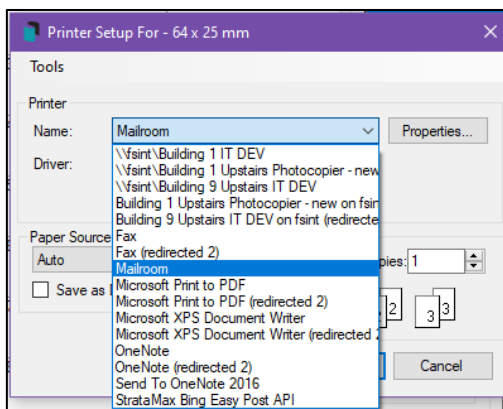 Printer Setup For - 64 x 25 mm
Tools
Printer
Name: Mailroom Properties...
Driver:
\\fsint\Building 1 IT DEV
\\fsint\Building 1 Upstairs Photocopier - new
\\fsint\Building 9 Upstairs IT DEV
Building 1 Upstairs Photocopier - new on fsint
Building 9 Upstairs IT DEV on fsint (redirecte
Fax
Fax (redirected 2)
Mailroom
Microsoft Print to PDF
Microsoft Print to PDF (redirected 2)
Microsoft XPS Document Writer
Microsoft XPS Document Writer (redirected 2
OneNote
OneNote (redirected 2)
Send To OneNote 2016
StrataMax Bing Easy Post API
Paper Source
Auto
Save as
pies: 1
2 3 3
Cancel